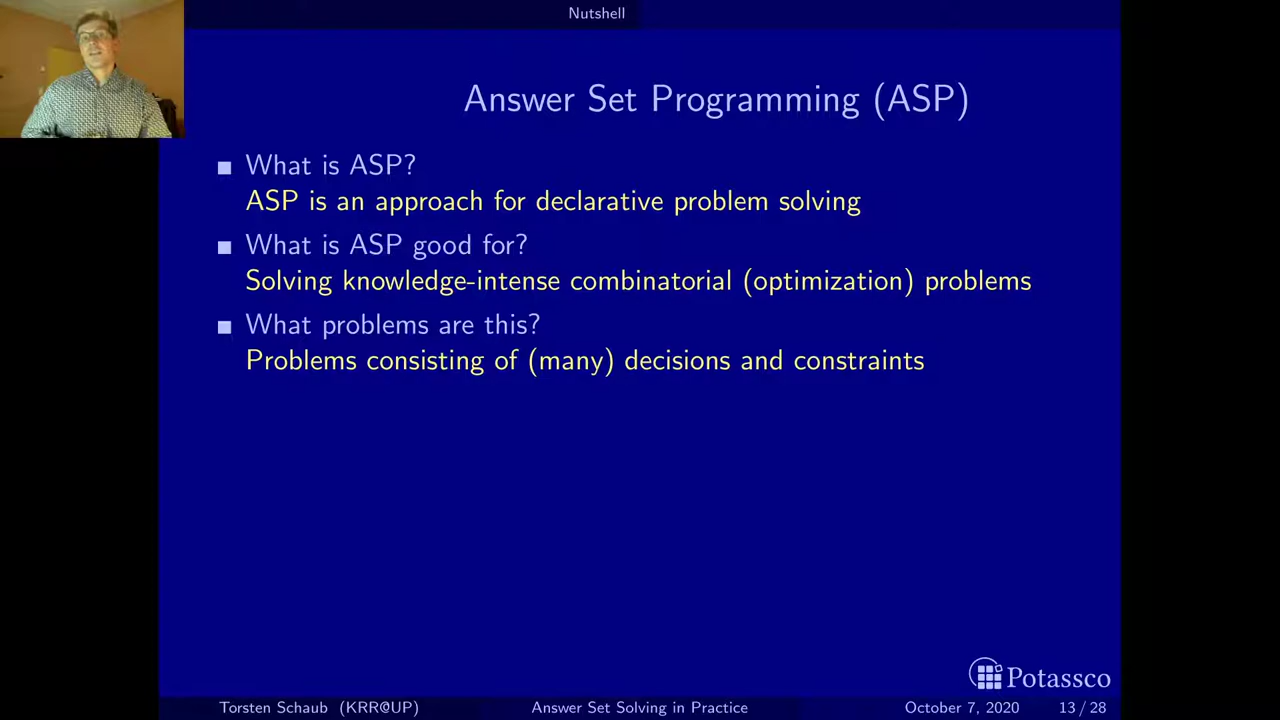 Nutshell
Answer Set Programming (ASP)
What is ASP?
ASP is an approach for declarative problem solving
What is ASP good for?
Solving knowledge-intense combinatorial (optimization) problems
What problems are this?
Problems consisting of (many) decisions and constraints
Potassco
Torsten Schaub (KRR@UP) Answer Set Solving in Practice October 7, 2020 13 / 28